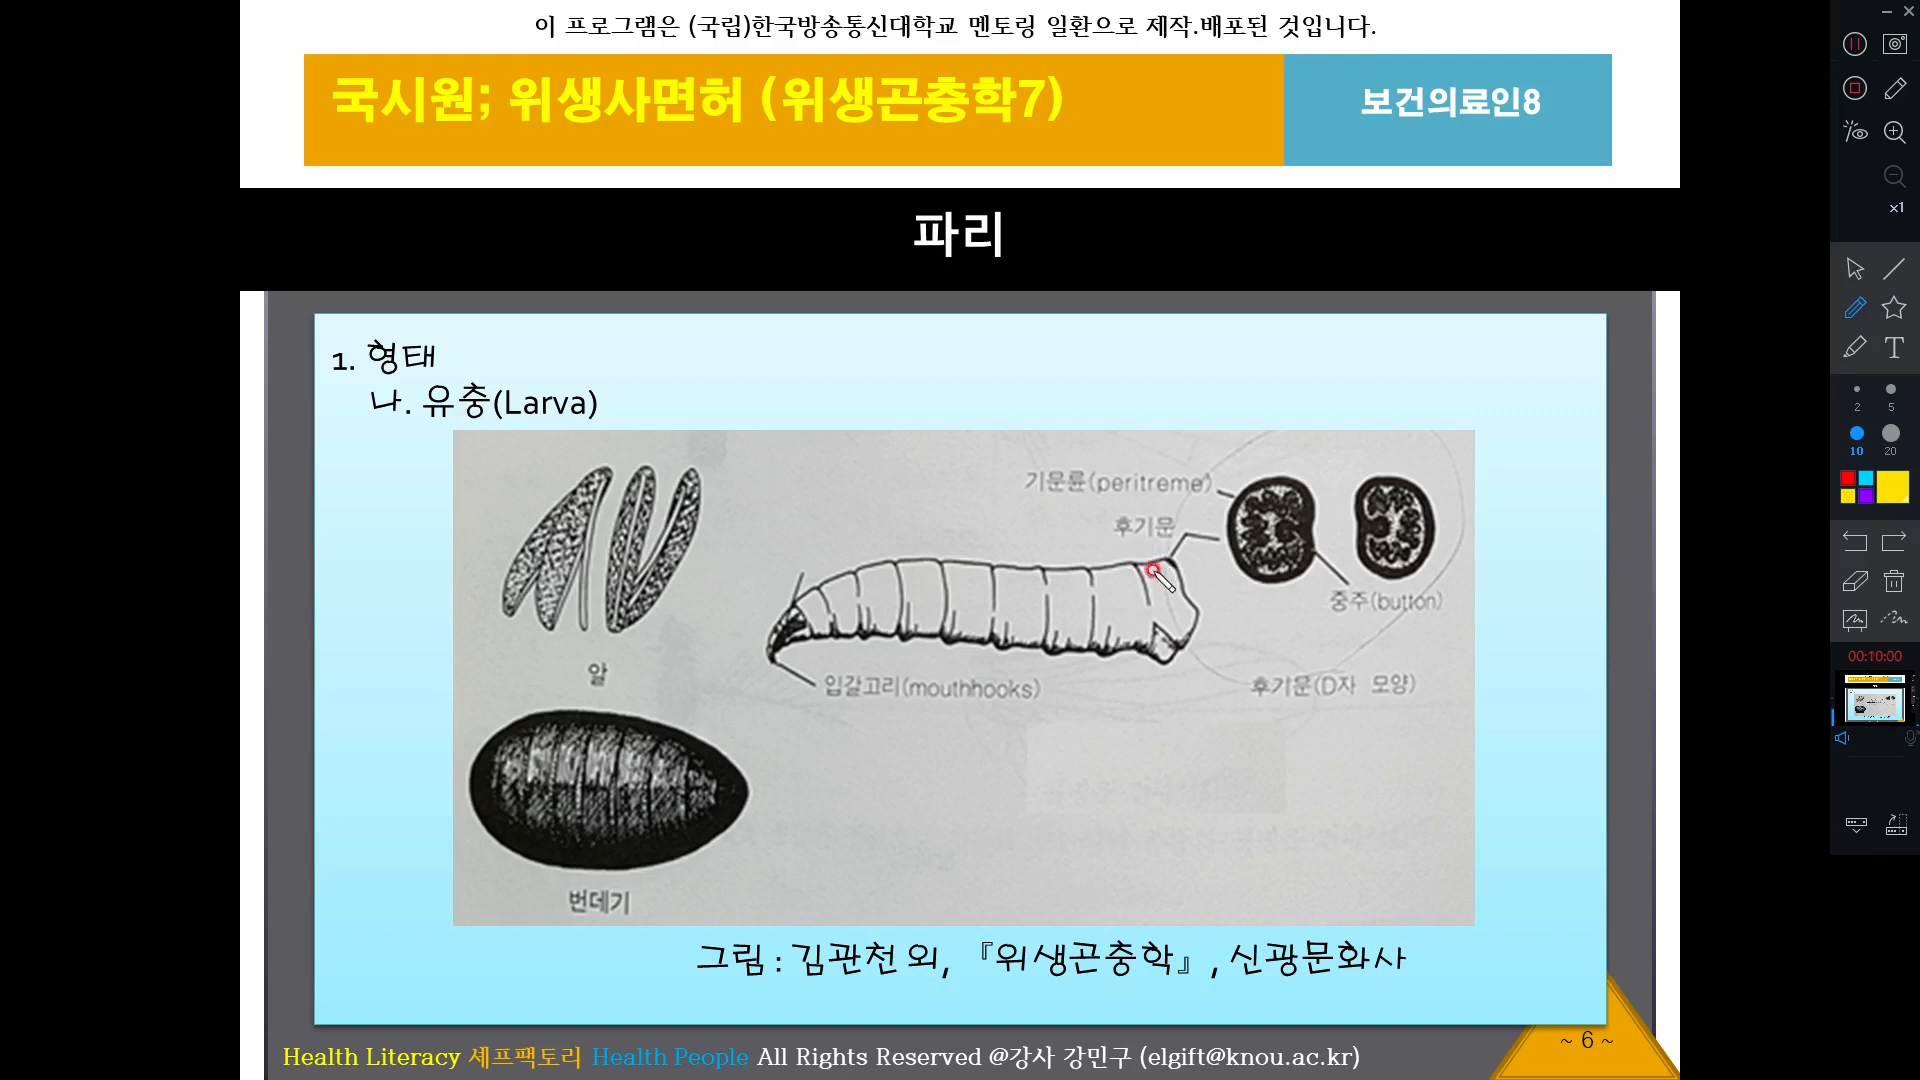 이 프로그램은 (국립)한국방송통신대학교 멘토링 일환으로 제작.배포된 것입니다.
국시원; 위생사면허 (위생곤충학7)
보건의료인8
파리
1. 형태
나. 유충(Larva)
기문륜(peritreme)
후기문
중주(button)
알
입갈고리(mouthhooks)
후기문(D자 모양)
번데기
그림 : 김관천 외, 『위생곤충학』, 신광문화사
Health Literacy 셰프팩토리 Health People All Rights Reserved @강사 강민구 (elgift@knou.ac.kr)
~ 6 ~
x1
T
2
5
10
20
00:10:00